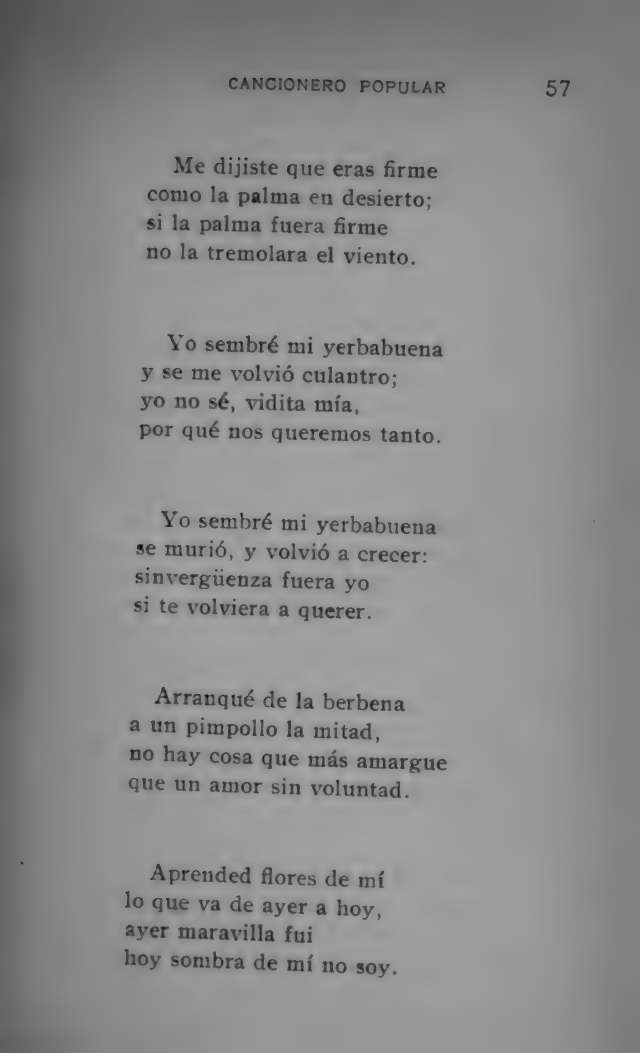 CANCIONERO POPULAR 57
Me dijiste que eras firme
como la palma en desierto;
si la palma fuera firme
no la tremolara el viento.
Yo sembré mi yerbabuena
y se me volvió culantro;
yo no sé, vidita mía,
por qué nos queremos tanto.
Yo sembré mi yerbabuena
se murió, y volvió a crecer:
sinvergüenza fuera yo
si te volviera a querer.
Arranqué de la berbena
a un pimpollo la mitad,
no hay cosa que más amargue
que un amor sin voluntad.
Aprended flores de mí
lo que va de ayer a hoy,
ayer maravilla fui
hoy sombra de mí no soy.